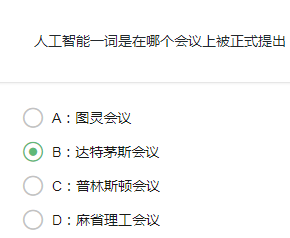 人工智能一词是在哪个会议上被正式提出
A：图灵会议
B：达特茅斯会议
C：普林斯顿会议
D：麻省理工会议